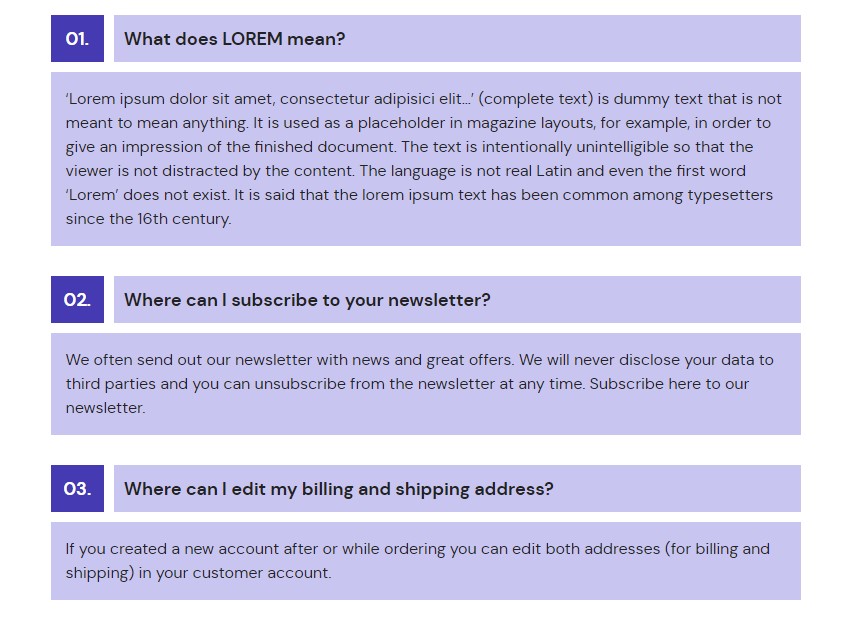 01.
What does LOREM mean?
‘Lorem ipsum dolor sit amet, consectetur adipisici elit…’ (complete text) is dummy text that is not
meant to mean anything. It is used as a placeholder in magazine layouts, for example, in order to
give an impression of the finished document. The text is intentionally unintelligible so that the
viewer is not distracted by the content. The language is not real Latin and even the first word
‘Lorem’ does not exist. It is said that the lorem ipsum text has been common among typesetters
since the 16th century.
02.
Where can I subscribe to your newsletter?
We often send out our newsletter with news and great offers. We will never disclose your data to
third parties and you can unsubscribe from the newsletter at any time. Subscribe here to our
newsletter.
03.
Where can I edit my billing and shipping address?
If you created a new account after or while ordering you can edit both addresses (for billing and
shipping) in your customer account.